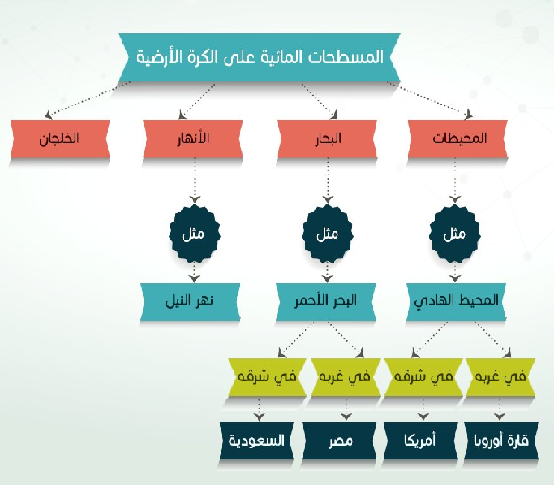 المسطحات المائية على الكرة الأرضية
المحيطات
البحار
الأنهار
الخلجان
مثل
مثل
مثل
المحيط الهادي
البحر الأحمر
نهر النيل
في غربه
في شرقه
في غربه
في شرقه
قارة أوروبا
أمريكا
مصر
السعودية